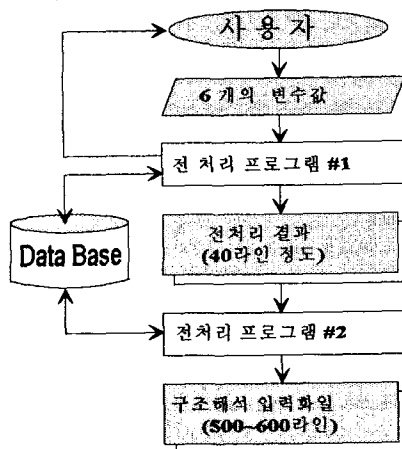 사 용 자
6 개의 변수값
전 처리 프로그램 #1
전처리 결과
(40라인 정도)
Data Base
전처리 프로그램 #2
구조해석 입력화일
(500~600라인)